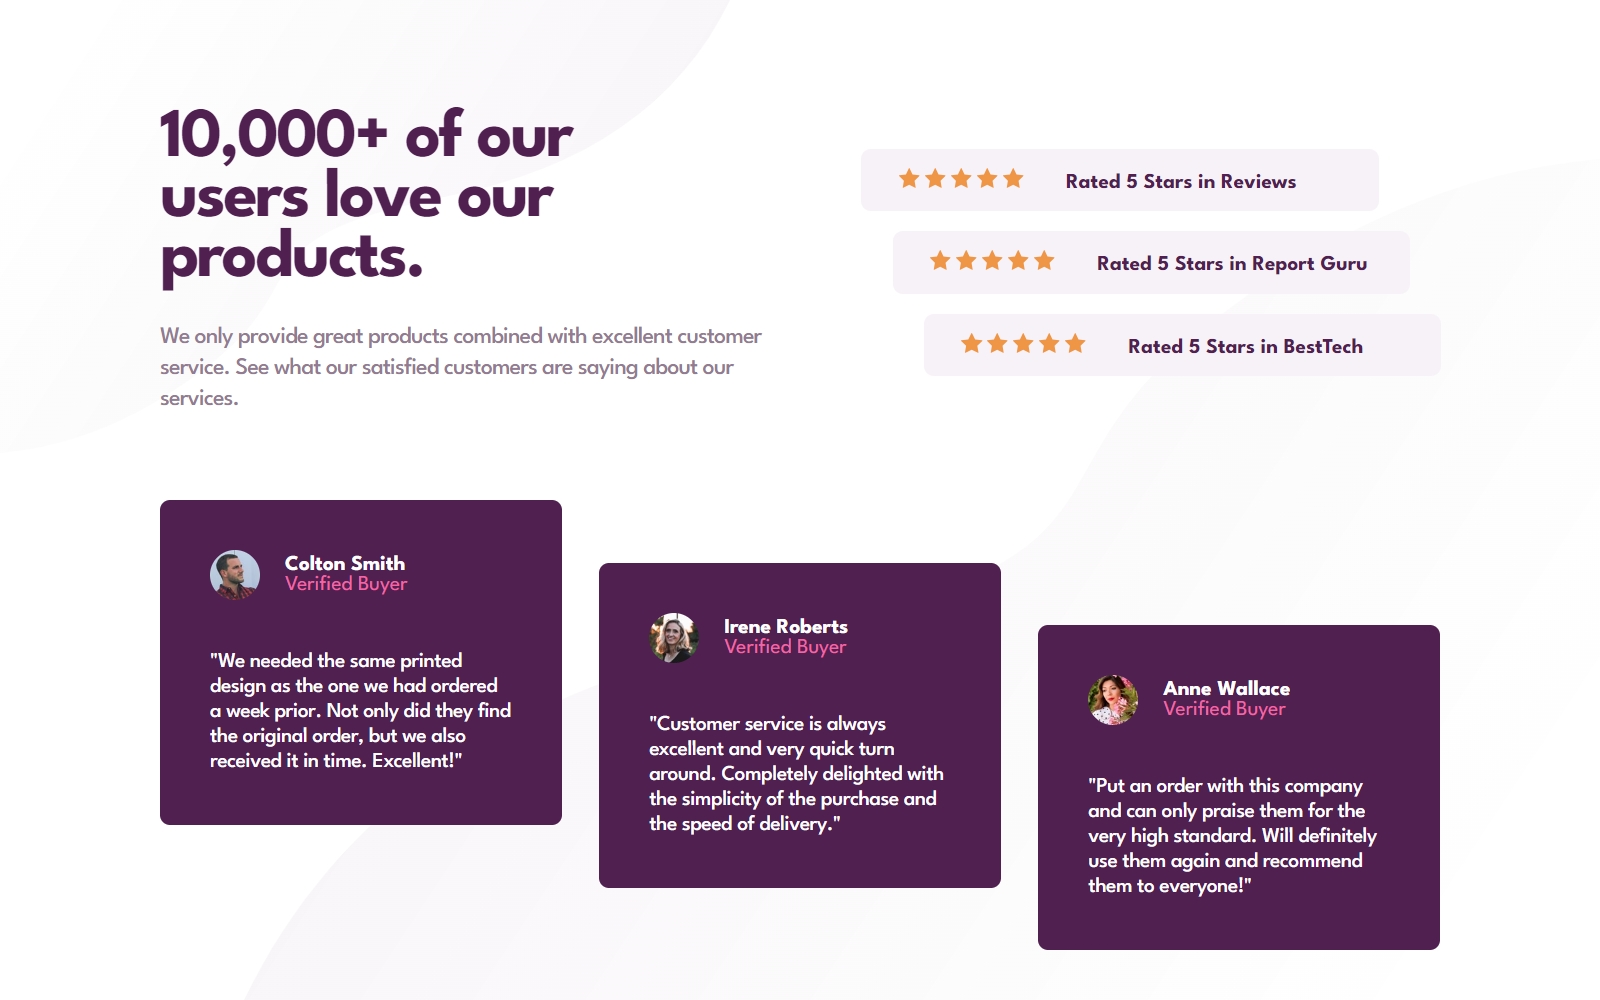 10,000+ of our
users love our
products.
We only provide great products combined with excellent customer
service. See what our satisfied customers are saying about our
services.
Rated 5 Stars in Reviews
Rated 5 Stars in Report Guru
Rated 5 Stars in BestTech
Colton Smith
Verified Buyer
"We needed the same printed
design as the one we had ordered
a week prior. Not only did they find
the original order, but we also
received it in time. Excellent!"
Irene Roberts
Verified Buyer
"Customer service is always
excellent and very quick turn
around. Completely delighted with
the simplicity of the purchase and
the speed of delivery."
Anne Wallace
Verified Buyer
"Put an order with this company
and can only praise them for the
very high standard. Will definitely
use them again and recommend
them to everyone!"